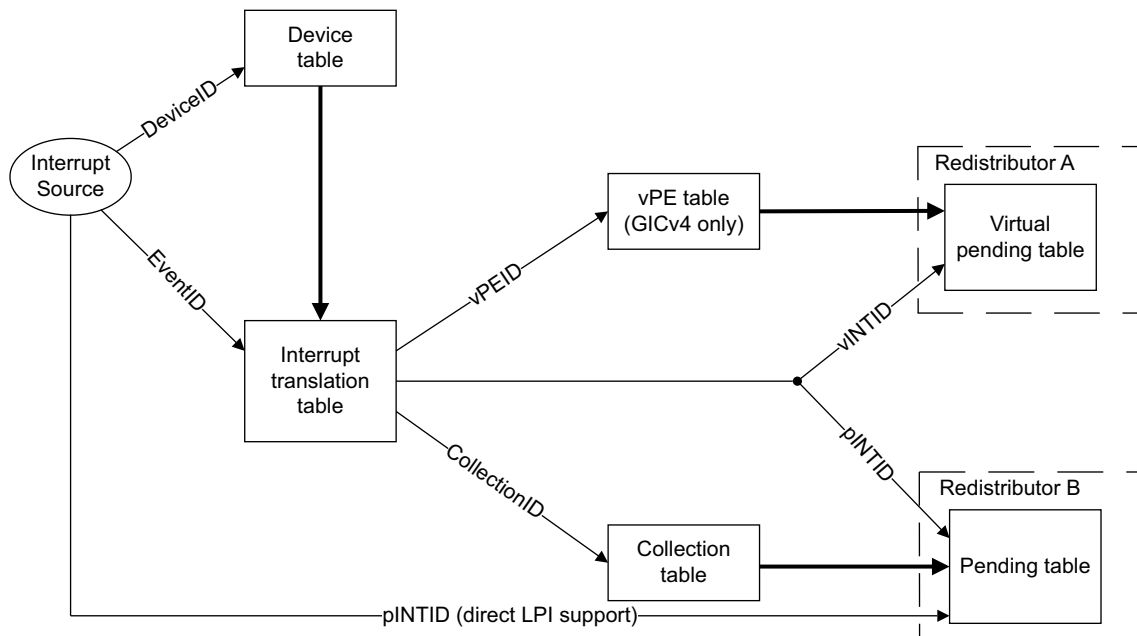 Device
table
DeviceID
Interrupt
Source
EventID
Interrupt
translation
table
vPEID
vPE table
(GICv4 only)
Redistributor A
Virtual
pending table
vINTID
pINTID
CollectionID
Collection
table
Redistributor B
Pending table
pINTID (direct LPI support)